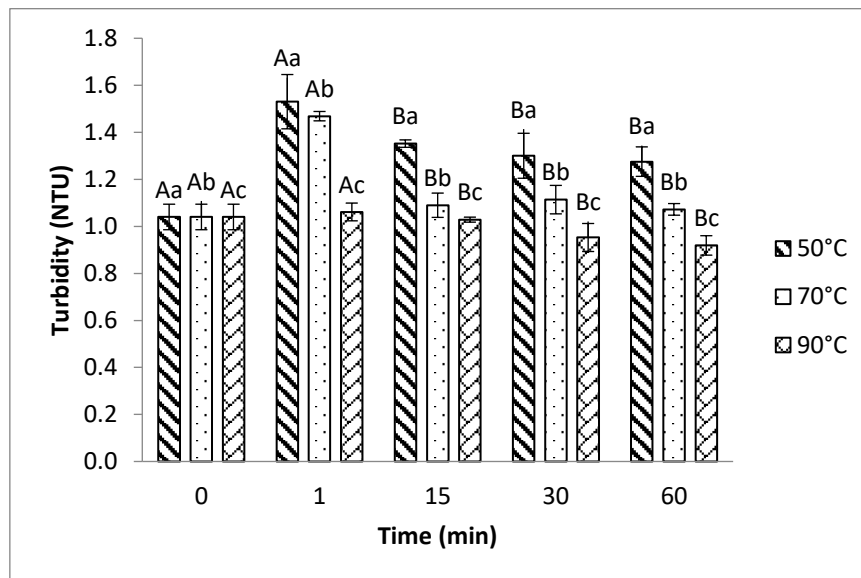 Turbidity (NTU)
1.8
1.6
1.4
1.2
1.0
0.8
0.6
0.4
0.2
0.0
Aa Ab Ac
Aa Ab Ac
Ba Bb Bc
Ba Bb Bc
Ba Bb Bc
0 1 15 30 60
Time (min)
50°C
70°C
90°C